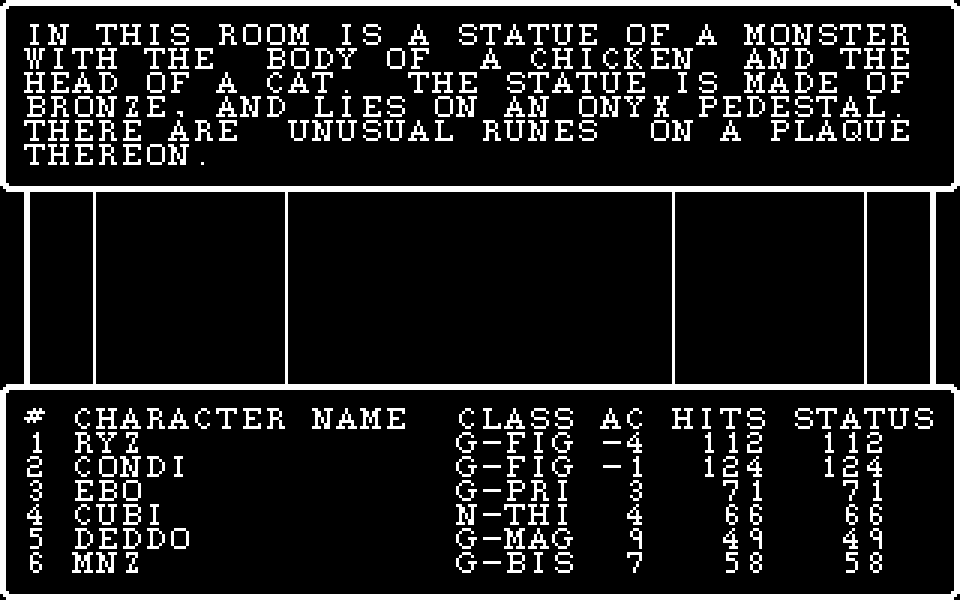 IN THIS ROOM IS A STATUE OF A MONSTER
WITH THE BODY OF A CHICKEN AND THE
HEAD OF A CAT. THE STATUE IS MADE OF
BRONZE, AND LIES ON AN ONYX PEDESTAL.
THERE ARE UNUSUAL RUNES ON A PLAQUE
THEREON.
# CHARACTER NAME CLASS AC HITS STATUS
1 RYZ G-FIG -4 112 112
2 CONDI G-FIG -1 124 124
3 EBO G-PRI 3 71 71
4 CUBI N-THI 4 66 66
5 DEDDO G-MAG 9 49 49
6 MNZ G-BIS 7 58 58